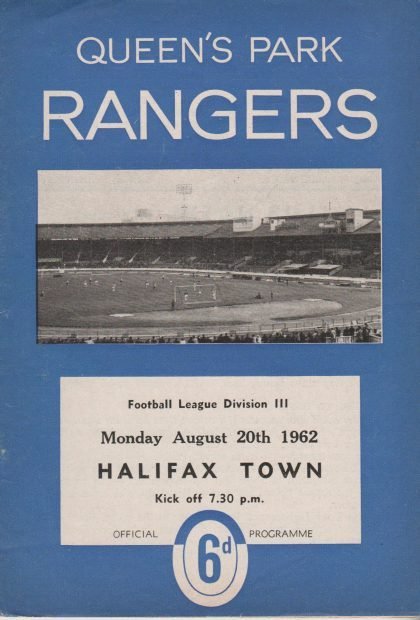 QUEEN'S PARK
RANGERS
Football League Division III
Monday August 20th 1962
HALIFAX TOWN
Kick off 7.30 p.m.
OFFICIAL PROGRAMME
6d